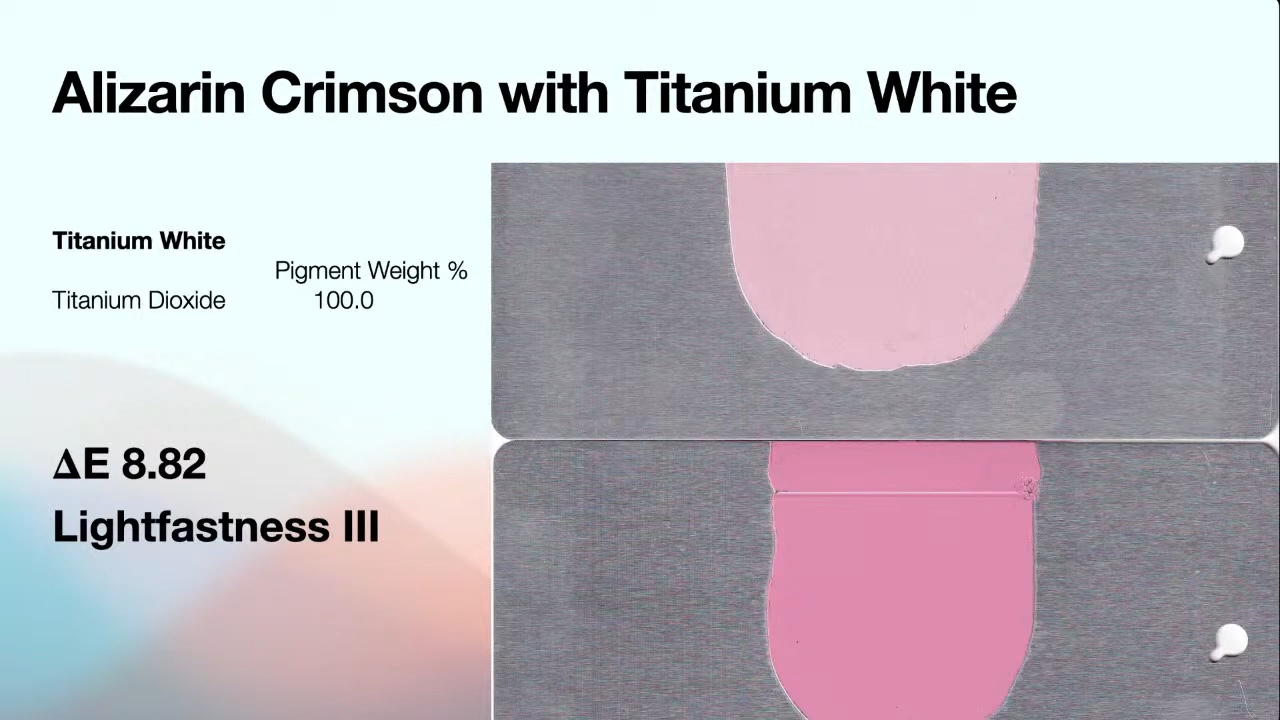 Alizarin Crimson with Titanium White
Titanium White
Pigment Weight %
Titanium Dioxide 100.0
ΔE 8.82
Lightfastness III